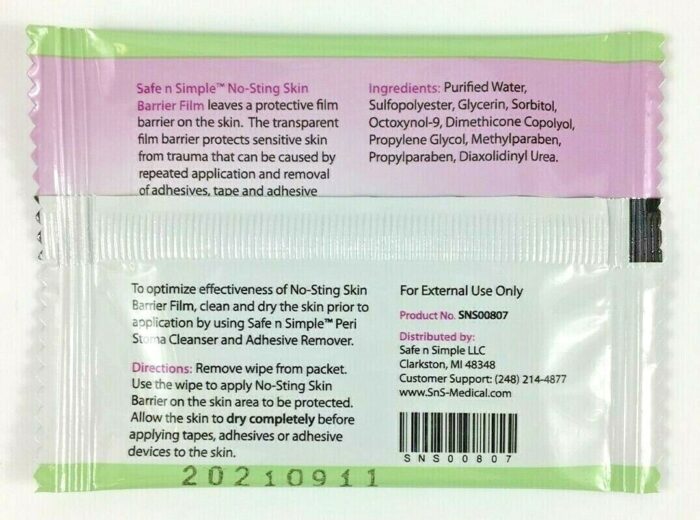 Safe n Simple™ No-Sting Skin
Barrier Film leaves a protective film
barrier on the skin. The transparent
film barrier protects sensitive skin
from trauma that can be caused by
repeated application and removal
of adhesives, tape and adhesive
Ingredients: Purified Water,
Sulfopolyester, Glycerin, Sorbitol,
Octoxynol-9, Dimethicone Copolyol,
Propylene Glycol, Methylparaben,
Propylparaben, Diaxolidinyl Urea.
To optimize effectiveness of No-Sting Skin
Barrier Film, clean and dry the skin prior to
application by using Safe n Simple™ Peri
Stoma Cleanser and Adhesive Remover.
Directions: Remove wipe from packet.
Use the wipe to apply No-Sting Skin
Barrier on the skin area to be protected.
Allow the skin to dry completely before
applying tapes, adhesives or adhesive
devices to the skin.
For External Use Only
Product No. SNS00807
Distributed by:
Safe n Simple LLC
Clarkston, MI 48348
Customer Support: (248) 214-4877
www.SnS-Medical.com
SNS00807
20210911